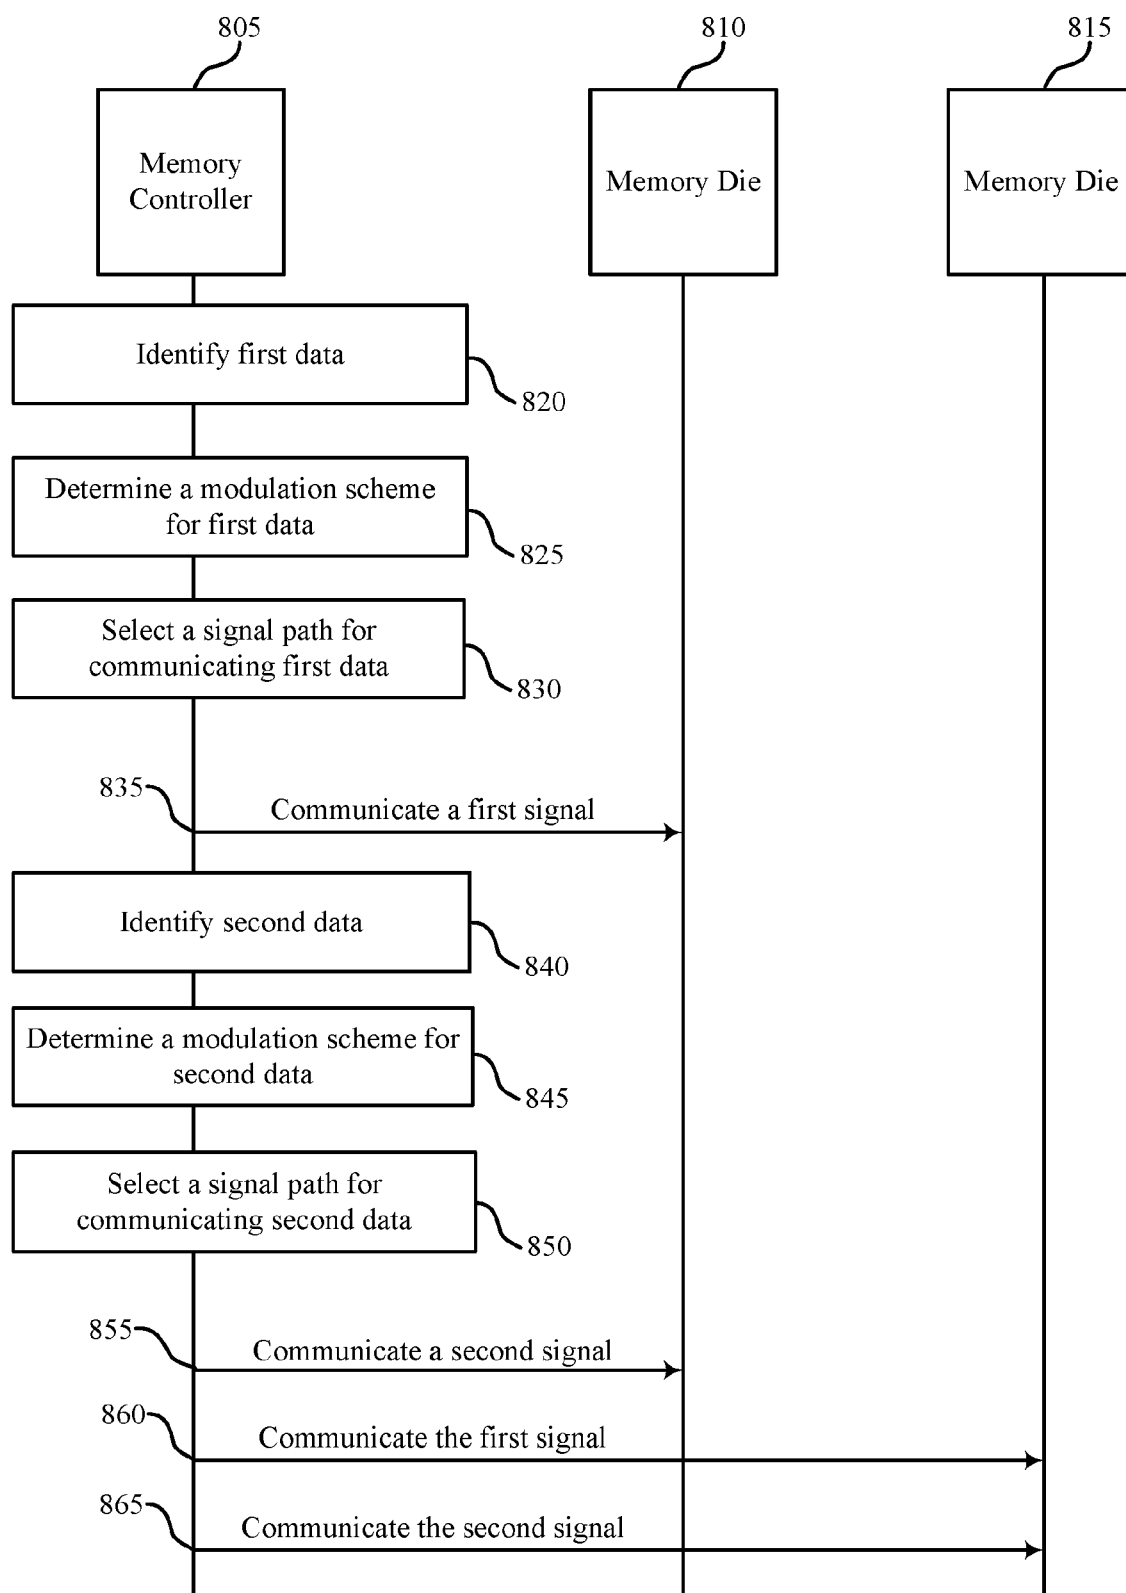 805
810
815
Memory
Controller
Memory Die
Memory Die
Identify first data
820
Determine a modulation scheme
for first data
825
Select a signal path for
communicating first data
830
835
Communicate a first signal
Identify second data
840
Determine a modulation scheme for
second data
845
Select a signal path for
communicating second data
850
855
Communicate a second signal
860
Communicate the first signal
865
Communicate the second signal